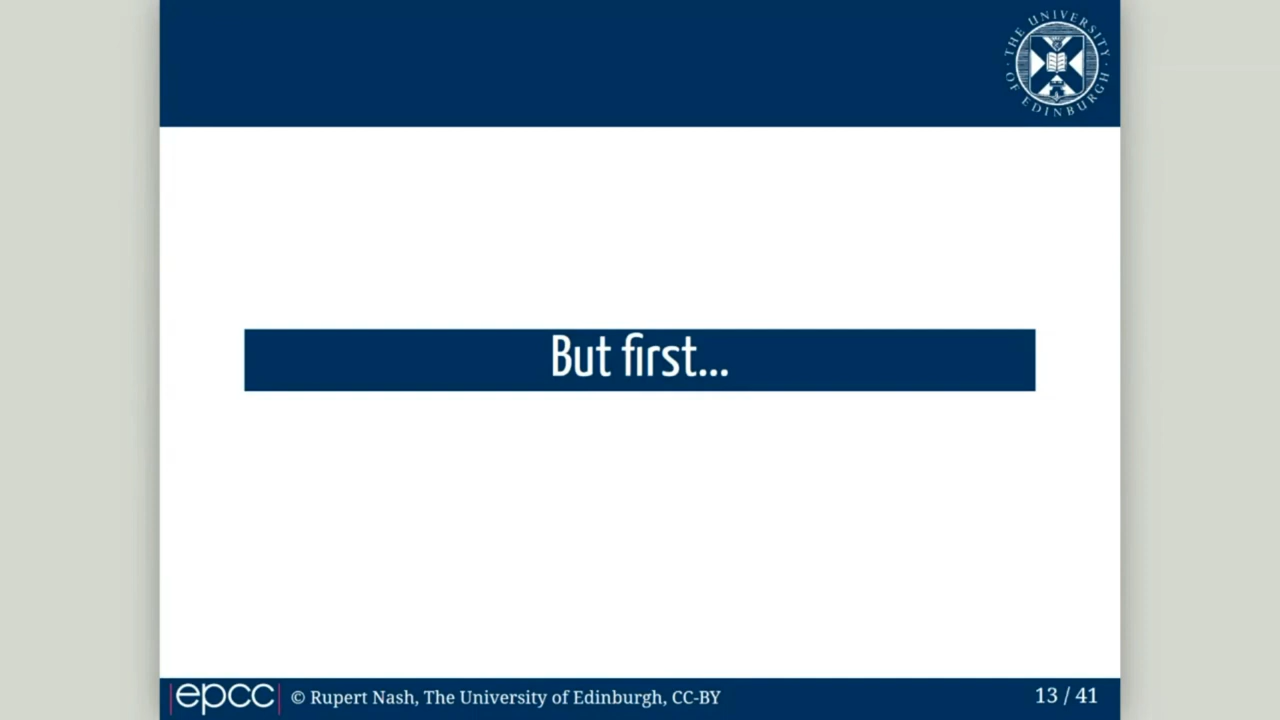 THE UNIVERSITY OF EDINBURGH
But first...
epcc
© Rupert Nash, The University of Edinburgh, CC-BY
13 / 41